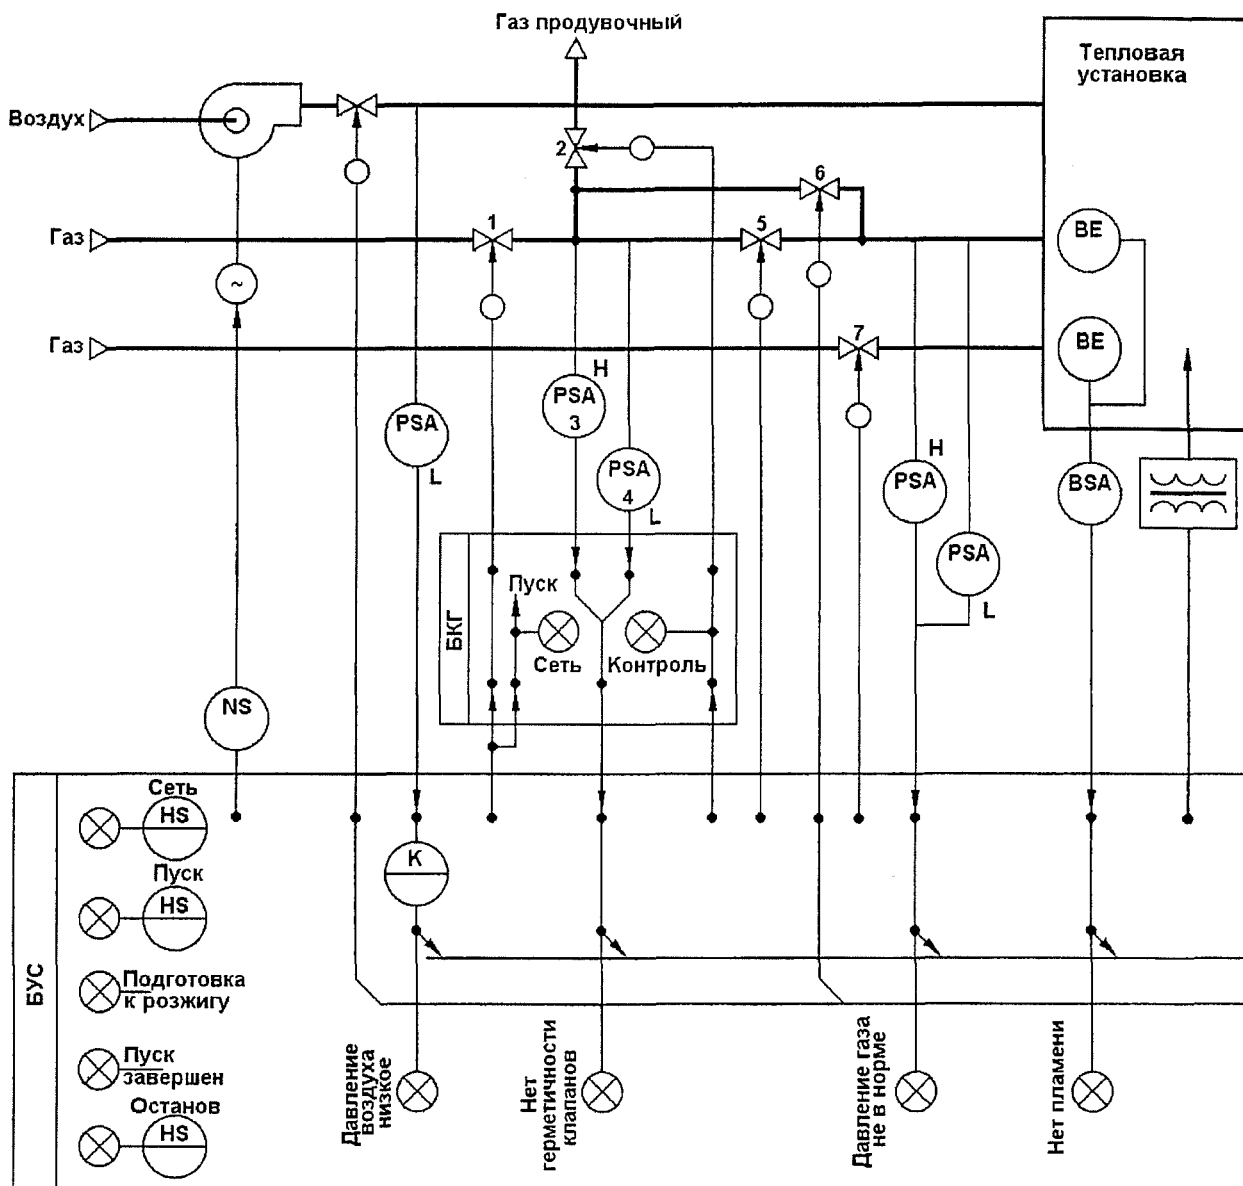 Газ продувочный
Тепловая
установка
Воздух
2
6
1
5
Газ
BE
~
Газ
7
BE
H
PSA
3
PSA
L
PSA
4
L
H
PSA
BSA
PSA
L
БКГ
Пуск
Сеть
Контроль
NS
БУС
Сеть
HS
K
Пуск
HS
Подготовка
к розжигу
Пуск
завершен
Останов
HS
Давление
воздуха
низкое
Нет
герметичности
клапанов
Давление газа
не в норме
Нет пламени